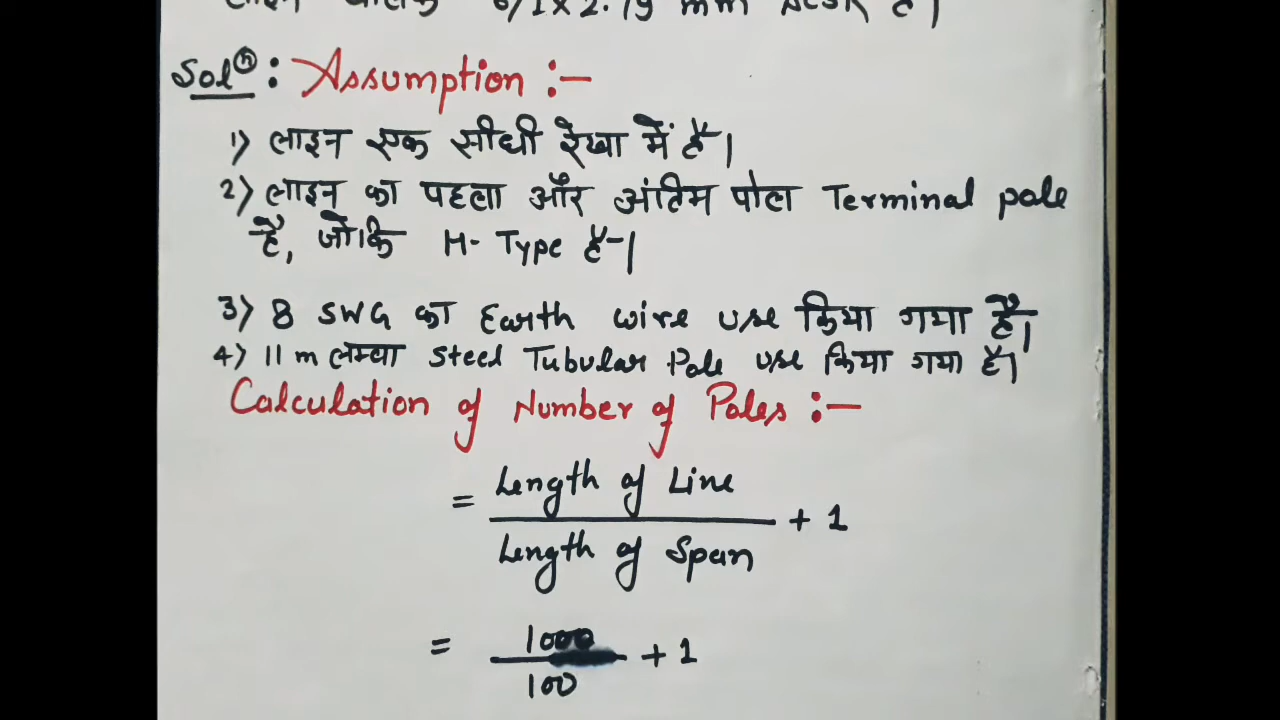 Solⁿ: Assumption :-
1) लाइन एक सीधी रेखा में है।
2) लाइन का पहला और अंतिम पोल Terminal pole
है, जोकि H- Type है।
3) 8 SWG का Earth wire use किया गया है।
4) 11 m लम्बा Steel Tubular Pole use किया गया है।
Calculation of Number of Poles :-
= Length of Line
Length of Span + 1
= 1000
100 + 1